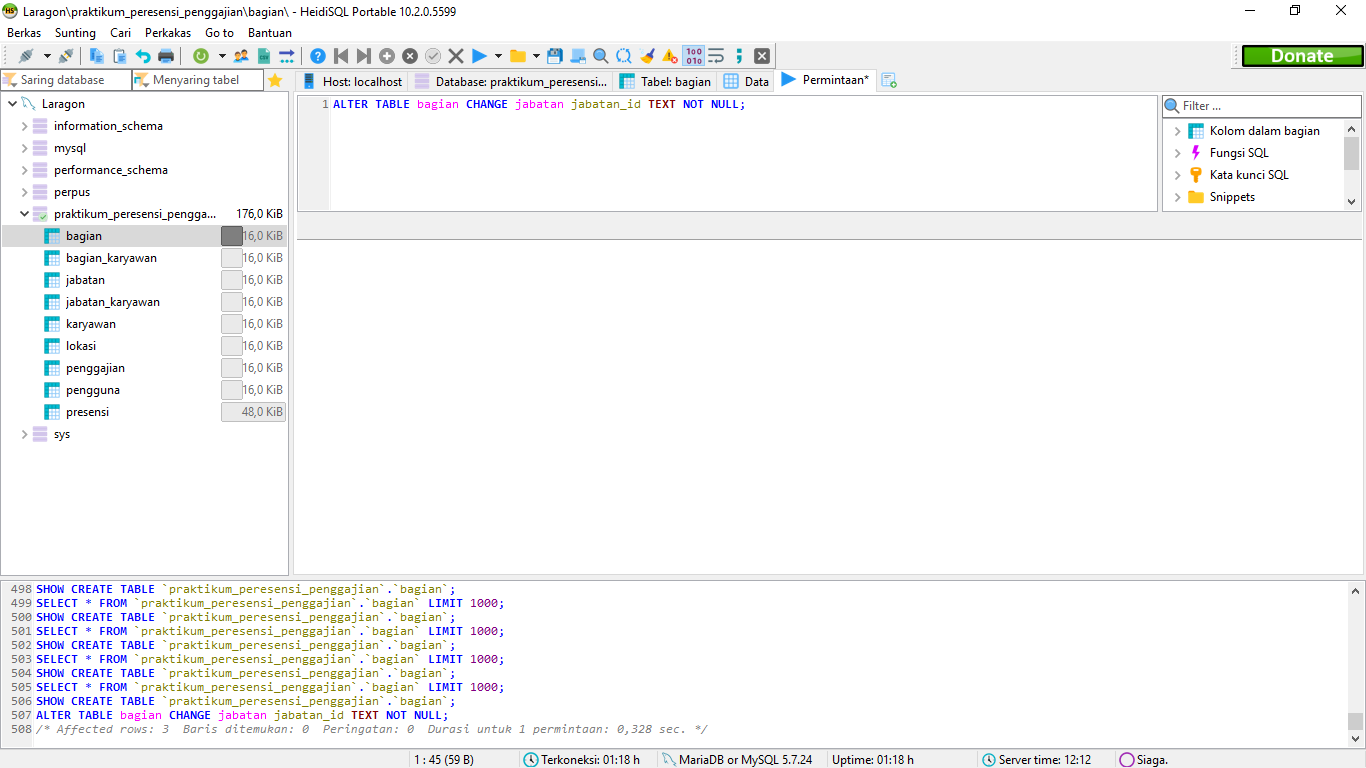 Laragon\praktikum_peresensi_penggajian\bagian\ - HeidiSQL Portable 10.2.0.5599
Berkas Sunting Cari Perkakas Go to Bantuan
Donate
Saring database Menyaring tabel
Host: localhost Database: praktikum_peresensi... Tabel: bagian Data Permintaan*
Laragon
information_schema
mysql
performance_schema
perpus
praktikum_peresensi_pengga... 176,0 KiB
bagian 16,0 KiB
bagian_karyawan 16,0 KiB
jabatan 16,0 KiB
jabatan_karyawan 16,0 KiB
karyawan 16,0 KiB
lokasi 16,0 KiB
penggajian 16,0 KiB
pengguna 16,0 KiB
presensi 48,0 KiB
sys
1 ALTER TABLE bagian CHANGE jabatan jabatan_id TEXT NOT NULL;
Filter ...
Kolom dalam bagian
Fungsi SQL
Kata kunci SQL
Snippets
498 SHOW CREATE TABLE `praktikum_peresensi_penggajian`.`bagian`;
499 SELECT * FROM `praktikum_peresensi_penggajian`.`bagian` LIMIT 1000;
500 SHOW CREATE TABLE `praktikum_peresensi_penggajian`.`bagian`;
501 SELECT * FROM `praktikum_peresensi_penggajian`.`bagian` LIMIT 1000;
502 SHOW CREATE TABLE `praktikum_peresensi_penggajian`.`bagian`;
503 SELECT * FROM `praktikum_peresensi_penggajian`.`bagian` LIMIT 1000;
504 SHOW CREATE TABLE `praktikum_peresensi_penggajian`.`bagian`;
505 SELECT * FROM `praktikum_peresensi_penggajian`.`bagian` LIMIT 1000;
506 SHOW CREATE TABLE `praktikum_peresensi_penggajian`.`bagian`;
507 ALTER TABLE bagian CHANGE jabatan jabatan_id TEXT NOT NULL;
508 /* Affected rows: 3 Baris ditemukan: 0 Peringatan: 0 Durasi untuk 1 permintaan: 0,328 sec. */
1 : 45 (59 B) Terkoneksi: 01:18 h MariaDB or MySQL 5.7.24 Uptime: 01:18 h Server time: 12:12 Siaga.